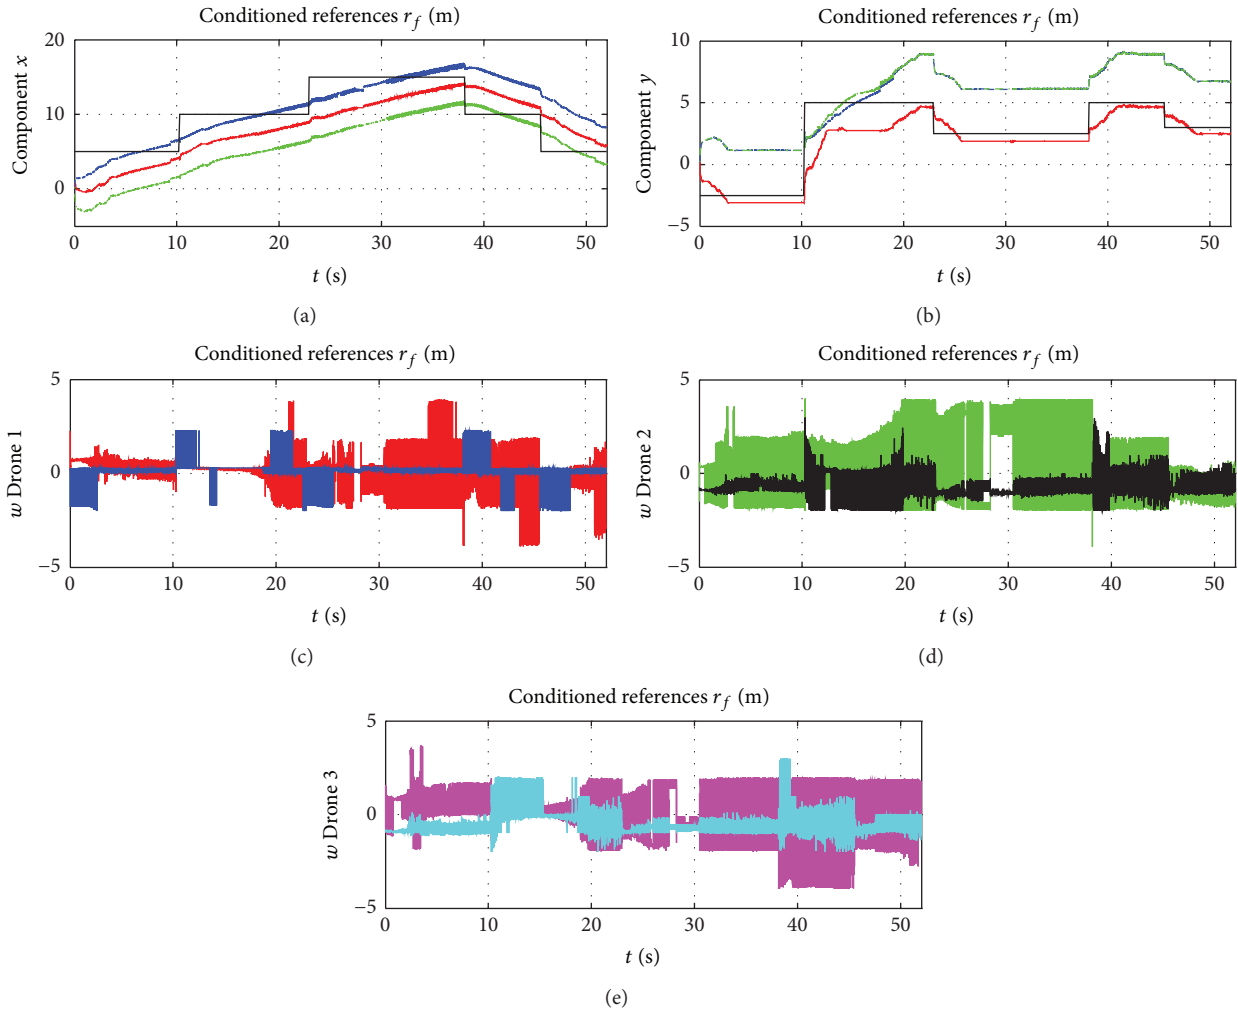 Conditioned references r_f (m)
Component x
20
10
0
0
10
20
30
40
50
t (s)
(a)
Conditioned references r_f (m)
Component y
10
5
0
−5
0
10
20
30
40
50
t (s)
(b)
Conditioned references r_f (m)
w Drone 1
5
0
−5
0
10
20
30
40
50
t (s)
(c)
Conditioned references r_f (m)
w Drone 2
5
0
−5
0
10
20
30
40
50
t (s)
(d)
Conditioned references r_f (m)
w Drone 3
5
0
−5
0
10
20
30
40
50
t (s)
(e)